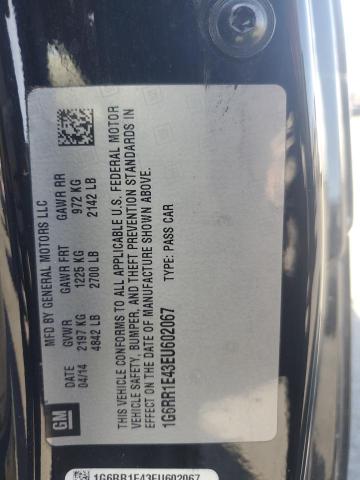 MFD BY GENERAL MOTORS LLC
DATE GVWR GAWR FRT GAWR RR
04/14 2197 KG 1225 KG 972 KG
4842 LB 2700 LB 2142 LB
THIS VEHICLE CONFORMS TO ALL APPLICABLE U.S. FEDERAL MOTOR
VEHICLE SAFETY, BUMPER, AND THEFT PREVENTION STANDARDS IN
EFFECT ON THE DATE OF MANUFACTURE SHOWN ABOVE.
1G6RR1E43EU602067 TYPE: PASS CAR
GM
1G6RR1E43EU602067